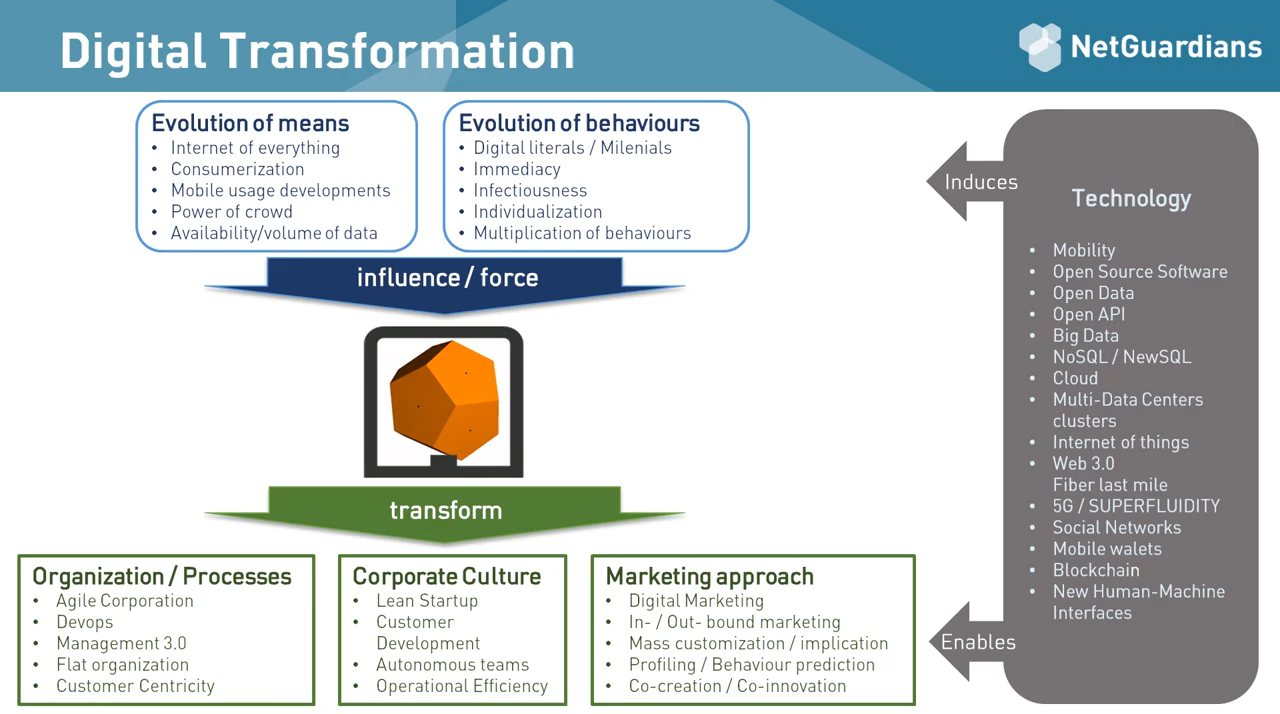 Digital Transformation
NetGuardians
Evolution of means
• Internet of everything
• Consumerization
• Mobile usage developments
• Power of crowd
• Availability/volume of data
Evolution of behaviours
• Digital literals / Milenials
• Immediacy
• Infectiousness
• Individualization
• Multiplication of behaviours
influence / force
transform
Organization / Processes
• Agile Corporation
• Devops
• Management 3.0
• Flat organization
• Customer Centricity
Corporate Culture
• Lean Startup
• Customer
Development
• Autonomous teams
• Operational Efficiency
Marketing approach
• Digital Marketing
• In- / Out- bound marketing
• Mass customization / implication
• Profiling / Behaviour prediction
• Co-creation / Co-innovation
Induces
Enables
Technology
• Mobility
• Open Source Software
• Open Data
• Open API
• Big Data
• NoSQL / NewSQL
• Cloud
• Multi-Data Centers
clusters
• Internet of things
• Web 3.0
Fiber last mile
• 5G / SUPERFLUIDITY
• Social Networks
• Mobile walets
• Blockchain
• New Human-Machine
Interfaces